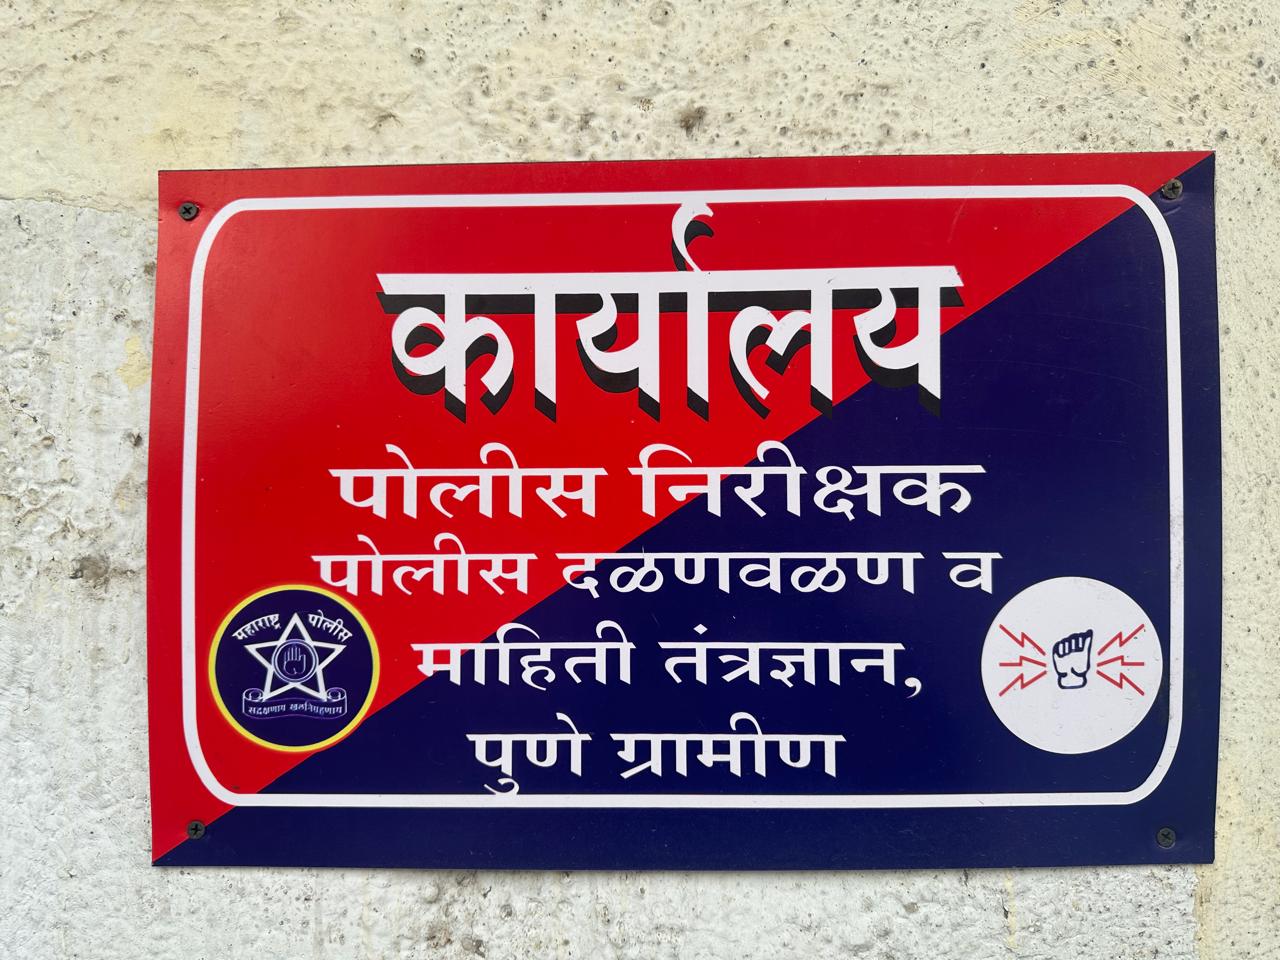 कार्यालय
पोलीस निरीक्षक
पोलीस दळणवळण व
माहिती तंत्रज्ञान,
पुणे ग्रामीण
महाराष्ट्र पोलीस
सद्रक्षणाय खलनिग्रहणाय